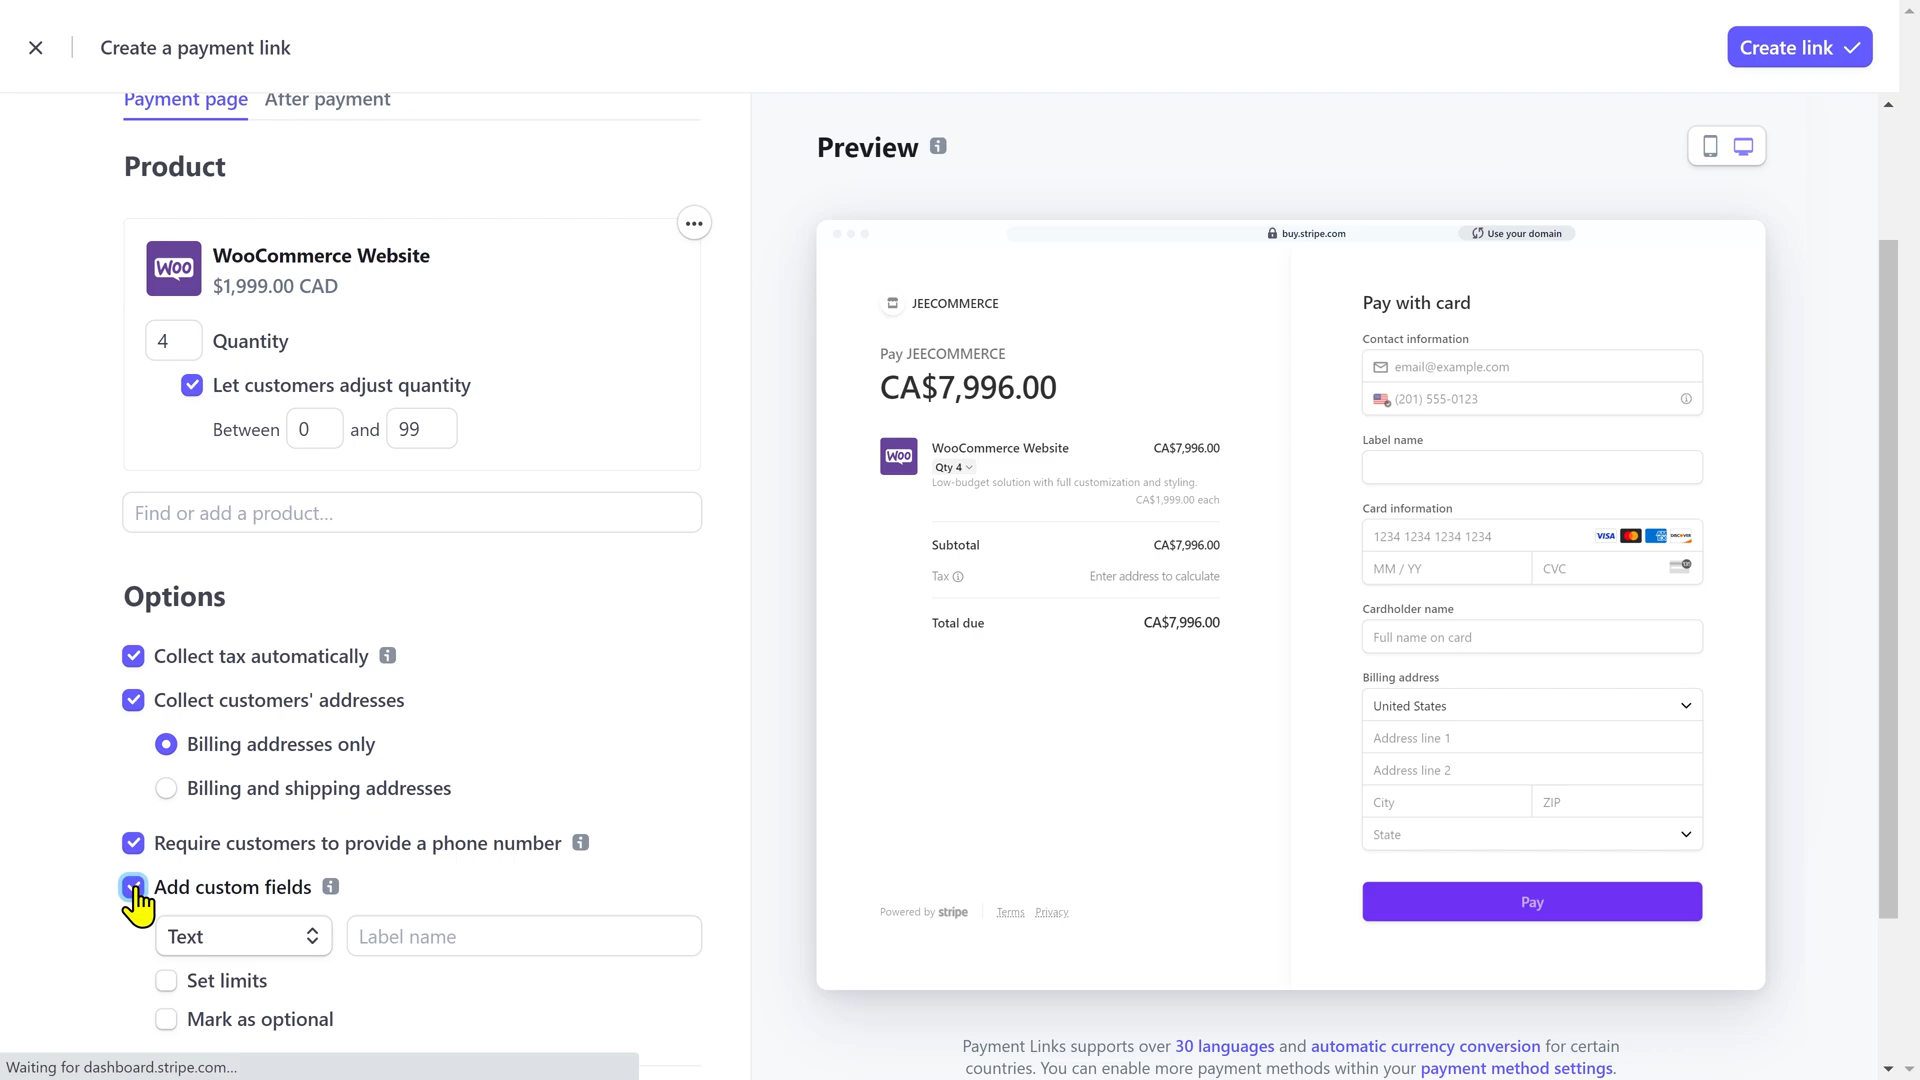 Create a payment link
Create link
Payment page
After payment
Product
WOO
WooCommerce Website
$1,999.00 CAD
4
Quantity
Let customers adjust quantity
Between
0
and
99
Find or add a product...
Options
Collect tax automatically
Collect customers' addresses
Billing addresses only
Billing and shipping addresses
Require customers to provide a phone number
Add custom fields
Text
Label name
Set limits
Mark as optional
Waiting for dashboard.stripe.com...
Preview
buy.stripe.com
Use your domain
JEECOMMERCE
Pay JEECOMMERCE
CA$7,996.00
WOO
WooCommerce Website
CA$7,996.00
Qty 4
Low-budget solution with full customization and styling.
CA$1,999.00 each
Subtotal
CA$7,996.00
Tax
Enter address to calculate
Total due
CA$7,996.00
Powered by stripe
Terms
Privacy
Pay with card
Contact information
email@example.com
(201) 555-0123
Label name
Card information
1234 1234 1234 1234
VISA
DISCOVER
MM / YY
CVC
Cardholder name
Full name on card
Billing address
United States
Address line 1
Address line 2
City
ZIP
State
Pay
Payment Links supports over 30 languages and automatic currency conversion for certain
countries. You can enable more payment methods within your payment method settings.